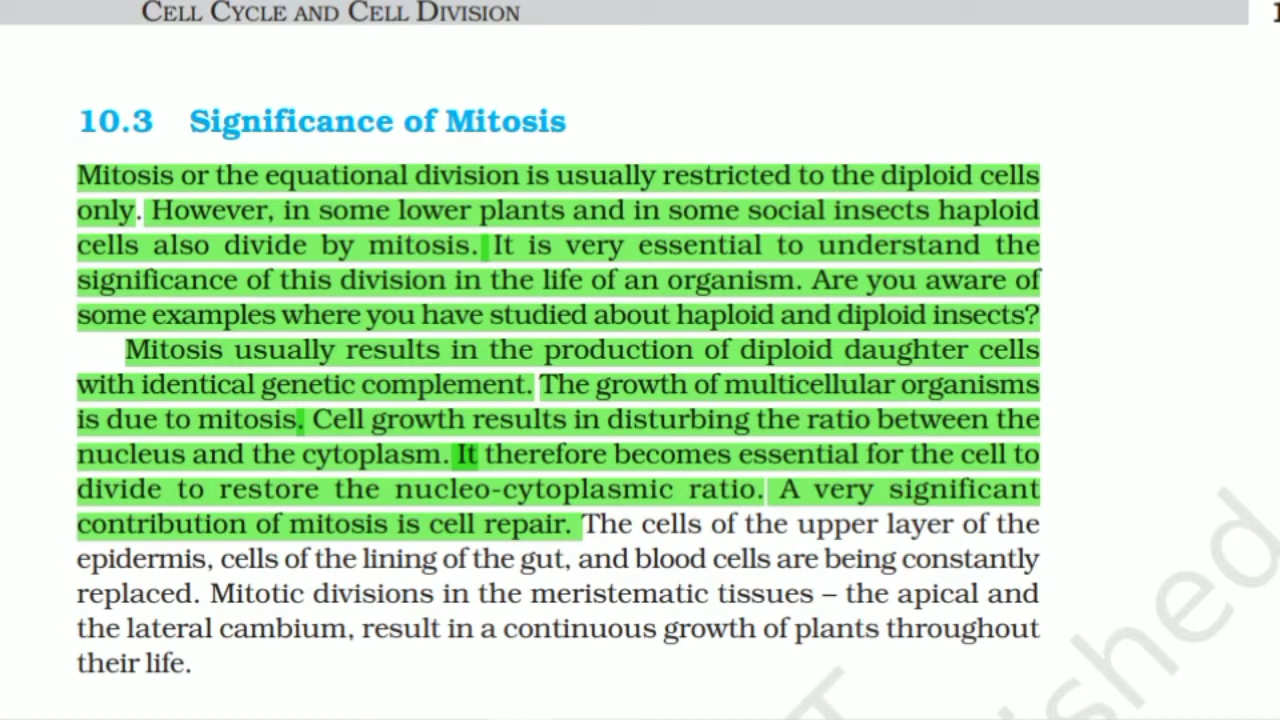 CELL CYCLE AND CELL DIVISION
10.3 Significance of Mitosis
Mitosis or the equational division is usually restricted to the diploid cells
only. However, in some lower plants and in some social insects haploid
cells also divide by mitosis. It is very essential to understand the
significance of this division in the life of an organism. Are you aware of
some examples where you have studied about haploid and diploid insects?
Mitosis usually results in the production of diploid daughter cells
with identical genetic complement. The growth of multicellular organisms
is due to mitosis. Cell growth results in disturbing the ratio between the
nucleus and the cytoplasm. It therefore becomes essential for the cell to
divide to restore the nucleo-cytoplasmic ratio. A very significant
contribution of mitosis is cell repair. The cells of the upper layer of the
epidermis, cells of the lining of the gut, and blood cells are being constantly
replaced. Mitotic divisions in the meristematic tissues – the apical and
the lateral cambium, result in a continuous growth of plants throughout
their life.